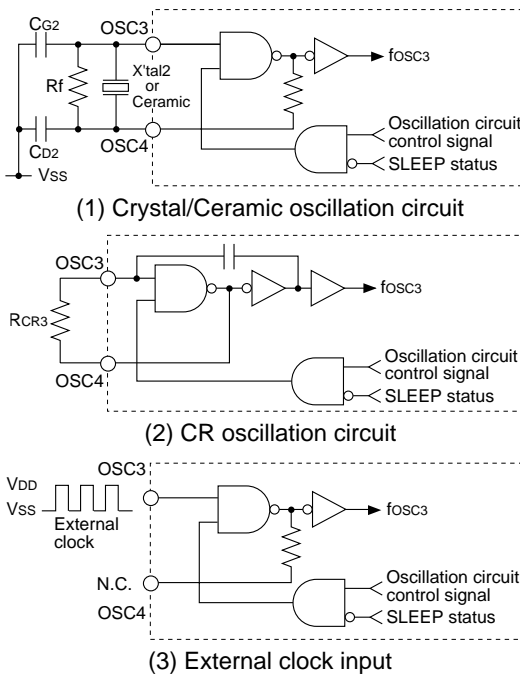 CG2
OSC3
fOSC3
Rf
X'tal2
or
Ceramic
Oscillation circuit
control signal
OSC4
CD2
SLEEP status
VSS
(1) Crystal/Ceramic oscillation circuit
OSC3
fOSC3
RCR3
Oscillation circuit
control signal
OSC4
SLEEP status
(2) CR oscillation circuit
OSC3
VDD
VSS
External
clock
fOSC3
N.C.
Oscillation circuit
control signal
OSC4
SLEEP status
(3) External clock input